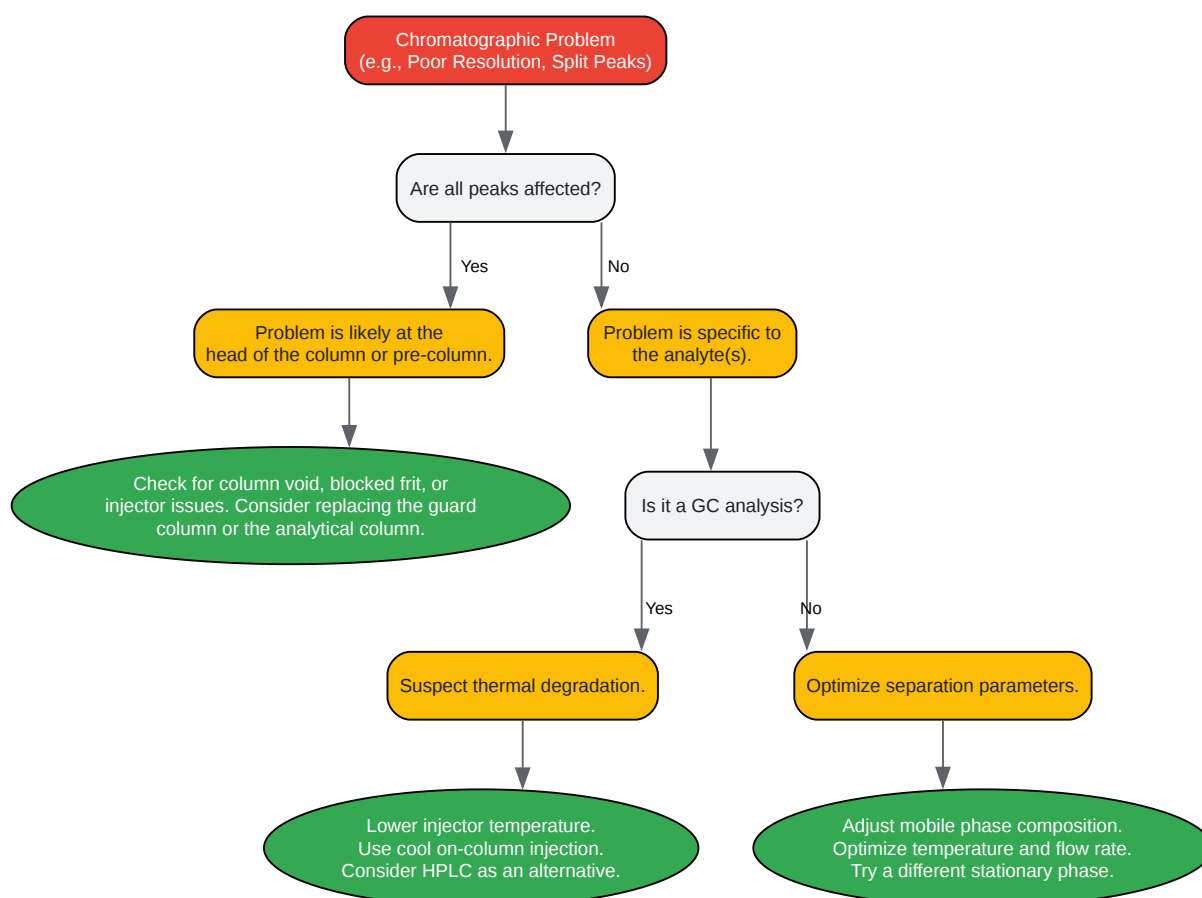 Chromatographic Problem
(e.g., Poor Resolution, Split Peaks)
Are all peaks affected?
Yes
No
Problem is likely at the
head of the column or pre-column.
Problem is specific to
the analyte(s).
Check for column void, blocked frit, or
injector issues. Consider replacing the guard
column or the analytical column.
Is it a GC analysis?
Yes
No
Suspect thermal degradation.
Optimize separation parameters.
Lower injector temperature.
Use cool on-column injection.
Consider HPLC as an alternative.
Adjust mobile phase composition.
Optimize temperature and flow rate.
Try a different stationary phase.